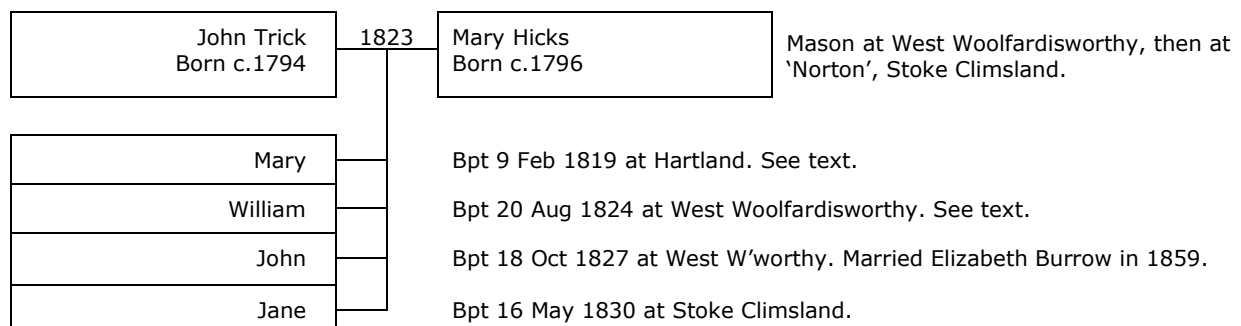 John Trick 1823 Mary Hicks
Born c.1794 Born c.1796
Mason at West Woolfardisworthy, then at
‘Norton’, Stoke Climsland.
Mary Bpt 9 Feb 1819 at Hartland. See text.
William Bpt 20 Aug 1824 at West Woolfardisworthy. See text.
John Bpt 18 Oct 1827 at West W’worthy. Married Elizabeth Burrow in 1859.
Jane Bpt 16 May 1830 at Stoke Climsland.